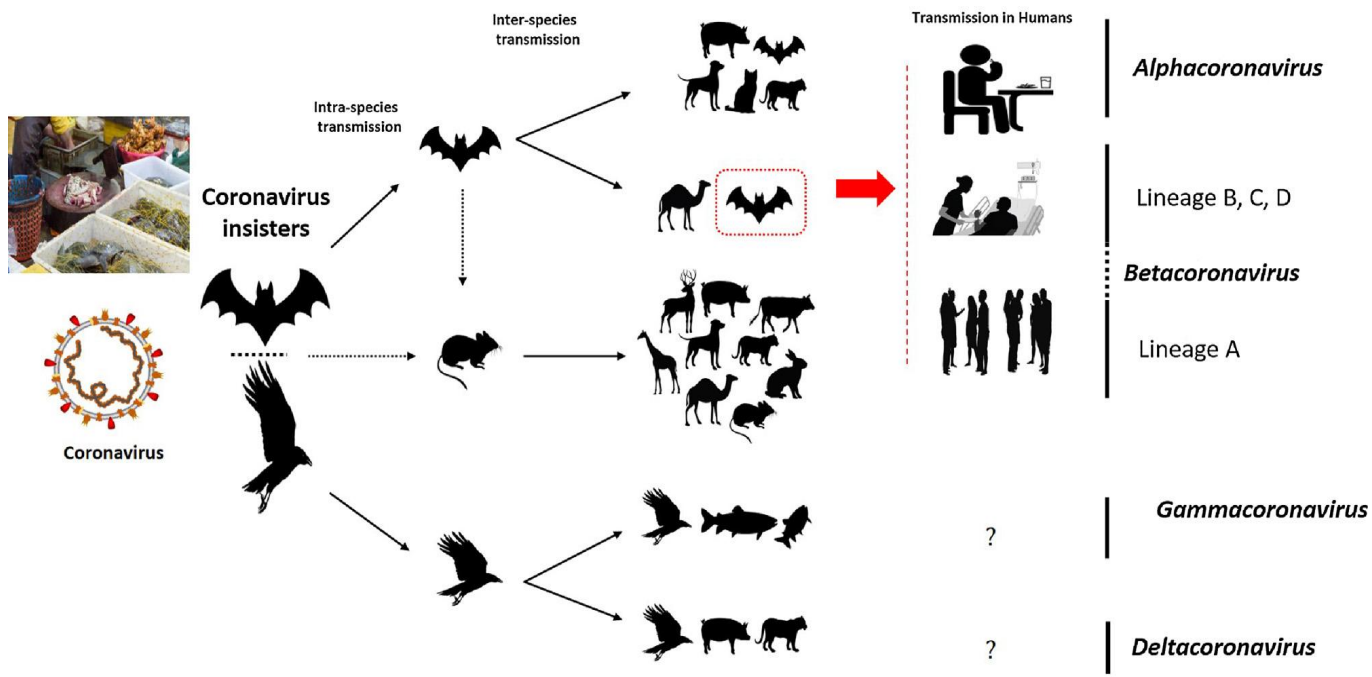 Inter-species
transmission
Transmission in Humans
Alphacoronavirus
Intra-species
transmission
Coronavirus
insisters
Lineage B, C, D
Betacoronavirus
Lineage A
Coronavirus
Gammacoronavirus
?
Deltacoronavirus
?